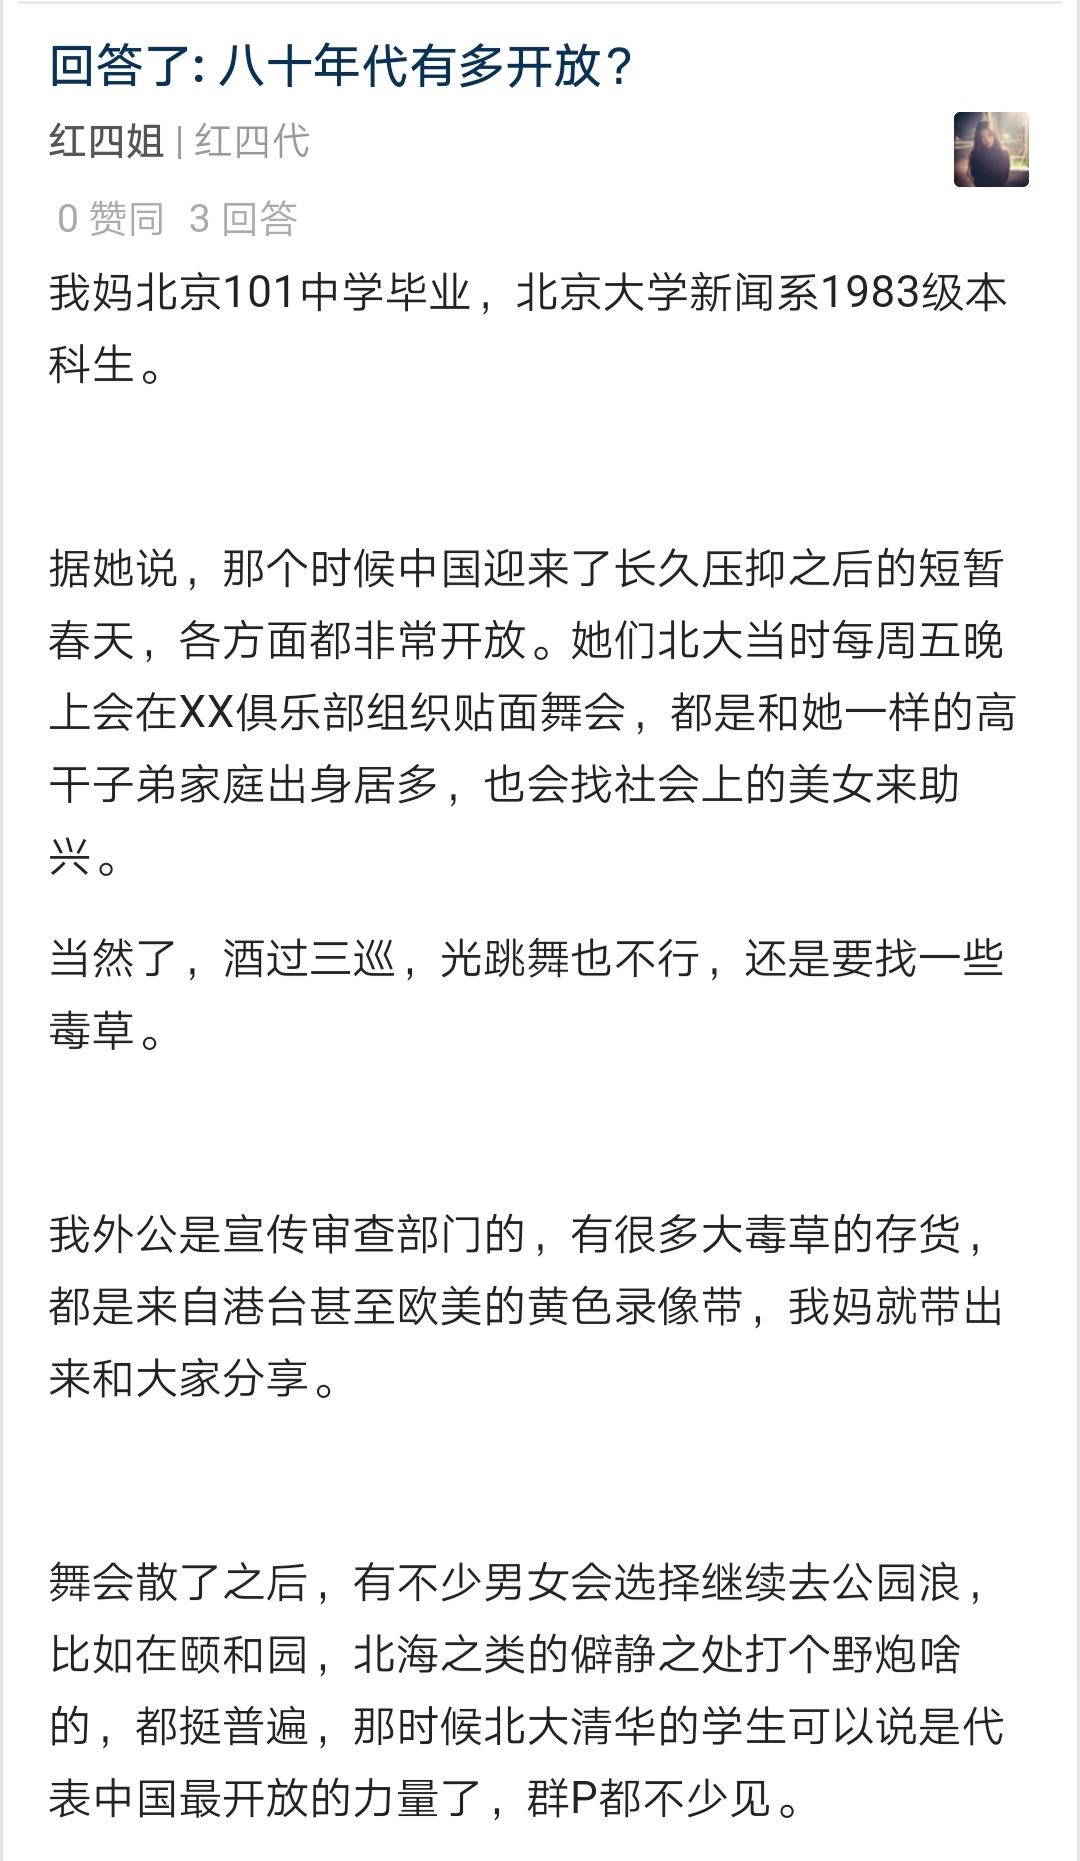 回答了: 八十年代有多开放?
红四姐 | 红四代
0 赞同 3 回答
我妈北京101中学毕业，北京大学新闻系1983级本
科生。
据她说，那个时候中国迎来了长久压抑之后的短暂
春天，各方面都非常开放。她们北大当时每周五晚
上会在XX俱乐部组织贴面舞会，都是和她一样的高
干子弟家庭出身居多，也会找社会上的美女来助
兴。
当然了，酒过三巡，光跳舞也不行，还是要找一些
毒草。
我外公是宣传审查部门的，有很多大毒草的存货，
都是来自港台甚至欧美的黄色录像带，我妈就带出
来和大家分享。
舞会散了之后，有不少男女会选择继续去公园浪，
比如在颐和园，北海之类的僻静之处打个野炮啥
的，都挺普遍，那时候北大清华的学生可以说是代
表中国最开放的力量了，群P都不少见。